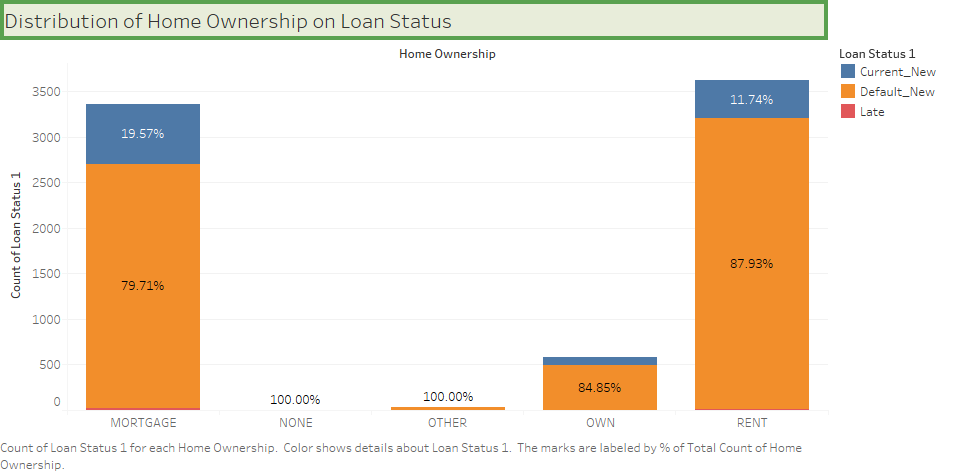 Distribution of Home Ownership on Loan Status
Home Ownership
Loan Status 1
Current_New
Default_New
Late
Count of Loan Status 1
3500
3000
2500
2000
1500
1000
500
0
19.57%
79.71%
100.00%
100.00%
84.85%
11.74%
87.93%
MORTGAGE
NONE
OTHER
OWN
RENT
Count of Loan Status 1 for each Home Ownership.  Color shows details about Loan Status 1.  The marks are labeled by % of Total Count of Home
Ownership.